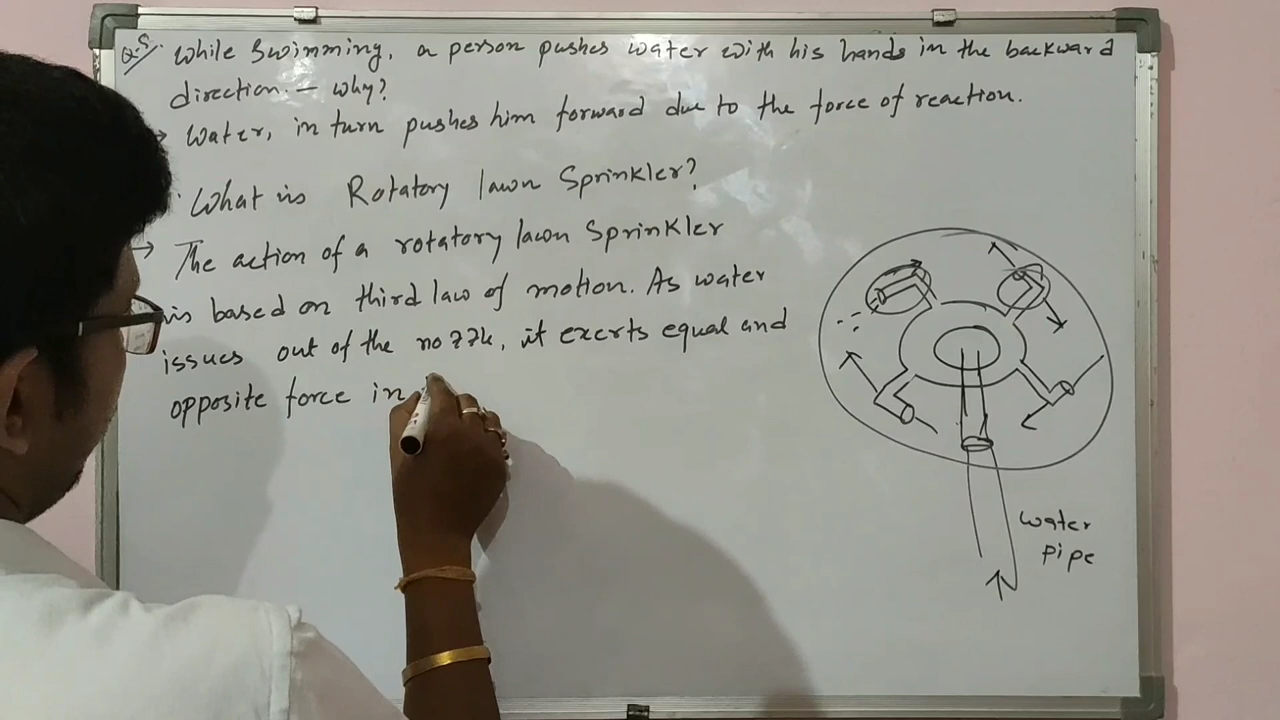 Q.5. While Swimming, a person pushes water with his hands in the backward
direction. – why?
→ Water, in turn pushes him forward due to the force of reaction.
What is Rotatory lawn Sprinkler?
→ The action of a rotatory lawn Sprinkler
is based on third law of motion. As water
issues out of the nozzle, it exerts equal and
opposite force in
water
pipe